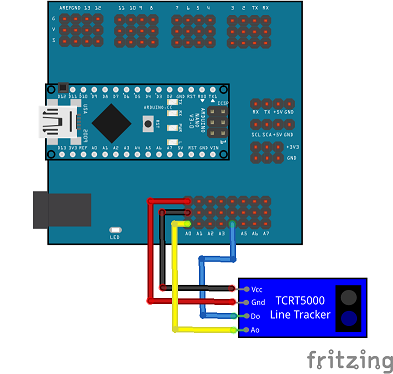 AREFGND 13 12
11 10 9 8
7 6 5 4
3 2 TX RX
G
V
S
D12 D11 D10 D9 D8 D7 D6 D5 D4 D3 D2 GND RST RX0 TX1
ARDUINO.CC
ICSP
RST
ARDUINO
NANO
V3.0
D13 3V3 REF A0 A1 A2 A3 A4 A5 A6 A7 5V RST GND VIN
RX TX +5V GND
SCL SCA +5V GND
+3V3
GND
LED
A0 A1 A2 A3 A4 A5 A6 A7
Vcc
Gnd
Do
Ao
TCRT5000
Line Tracker
fritzing